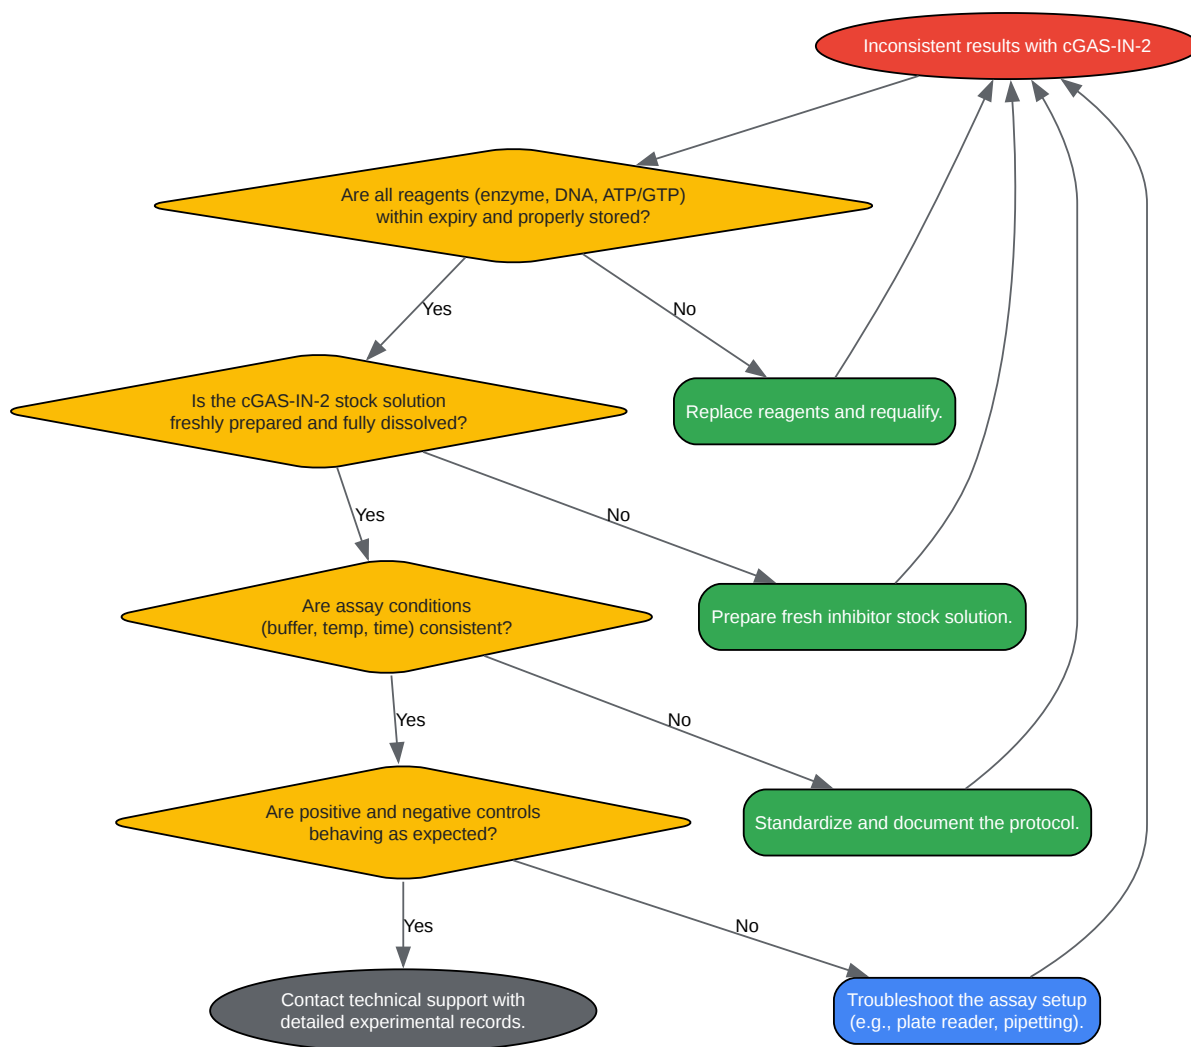 Inconsistent results with cGAS-IN-2
Are all reagents (enzyme, DNA, ATP/GTP)
within expiry and properly stored?
Yes
No
Is the cGAS-IN-2 stock solution
freshly prepared and fully dissolved?
Replace reagents and requalify.
Yes
No
Are assay conditions
(buffer, temp, time) consistent?
Prepare fresh inhibitor stock solution.
Yes
No
Are positive and negative controls
behaving as expected?
Standardize and document the protocol.
Yes
No
Contact technical support with
detailed experimental records.
Troubleshoot the assay setup
(e.g., plate reader, pipetting).